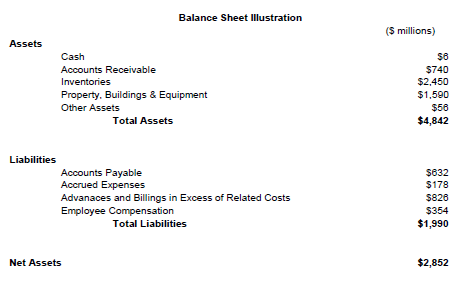 Balance Sheet Illustration
($ millions)
Assets
Cash $6
Accounts Receivable $740
Inventories $2,450
Property, Buildings & Equipment $1,590
Other Assets $56
Total Assets $4,842
Liabilities
Accounts Payable $632
Accrued Expenses $178
Advanaces and Billings in Excess of Related Costs $826
Employee Compensation $354
Total Liabilities $1,990
Net Assets $2,852